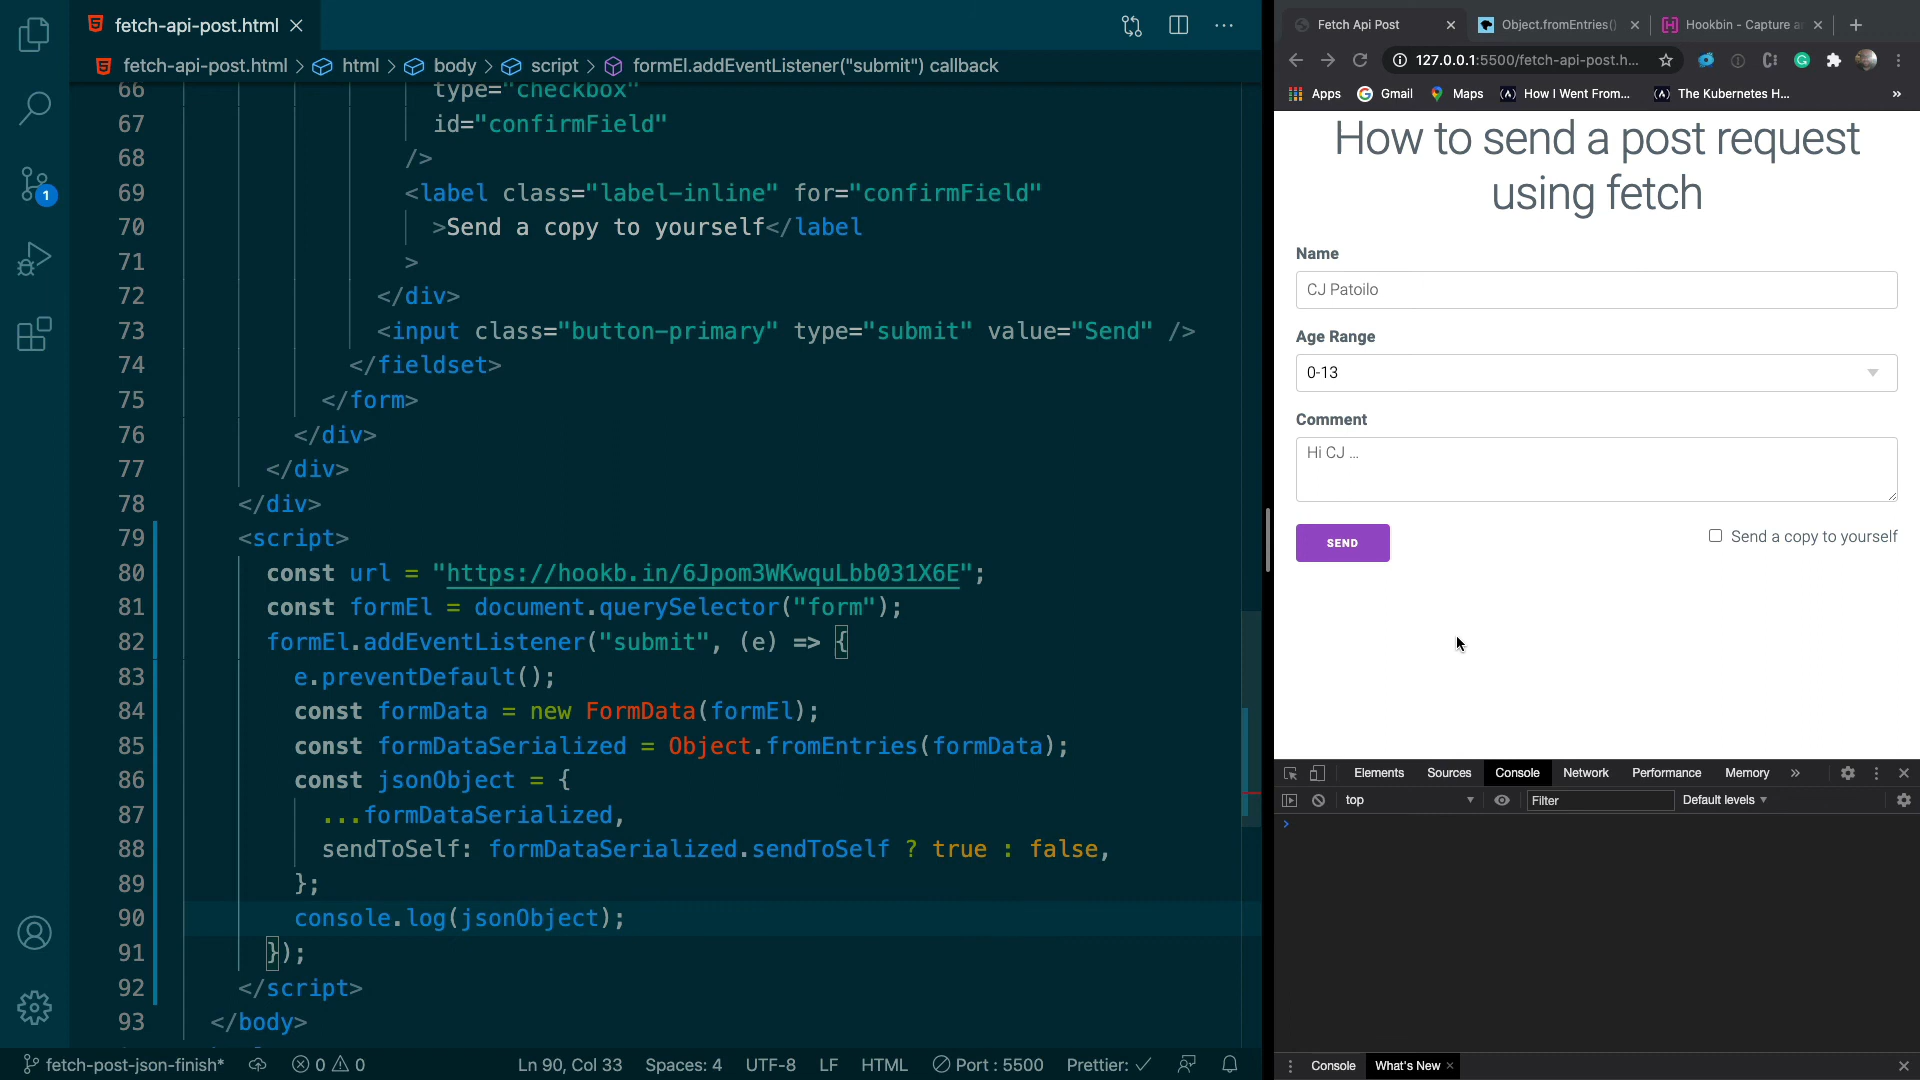 fetch-api-post.html
fetch-api-post.html > html > body > script > formEl.addEventListener("submit") callback
66 type="checkbox"
67 id="confirmField"
68 />
69 <label class="label-inline" for="confirmField"
70 >Send a copy to yourself</label
71 >
72 </div>
73 <input class="button-primary" type="submit" value="Send" />
74 </fieldset>
75 </form>
76 </div>
77 </div>
78 </div>
79 <script>
80 const url = "https://hookb.in/6Jpom3WKwquLbb031X6E";
81 const formEl = document.querySelector("form");
82 formEl.addEventListener("submit", (e) => {
83 e.preventDefault();
84 const formData = new FormData(formEl);
85 const formDataSerialized = Object.fromEntries(formData);
86 const jsonObject = {
87 ...formDataSerialized,
88 sendToSelf: formDataSerialized.sendToSelf ? true : false,
89 };
90 console.log(jsonObject);
91 });
92 </script>
93 </body>
1
fetch-post-json-finish* 0 0 Ln 90, Col 33 Spaces: 4 UTF-8 LF HTML Port : 5500 Prettier: ✓
Fetch Api Post Object.fromEntries() Hookbin - Capture a
127.0.0.1:5500/fetch-api-post.h...
Apps Gmail Maps How I Went From... The Kubernetes H... »
How to send a post request
using fetch
Name
CJ Patoilo
Age Range
0-13
Comment
Hi CJ ...
SEND Send a copy to yourself
Elements Sources Console Network Performance Memory »
top Filter Default levels
>
Console What's New